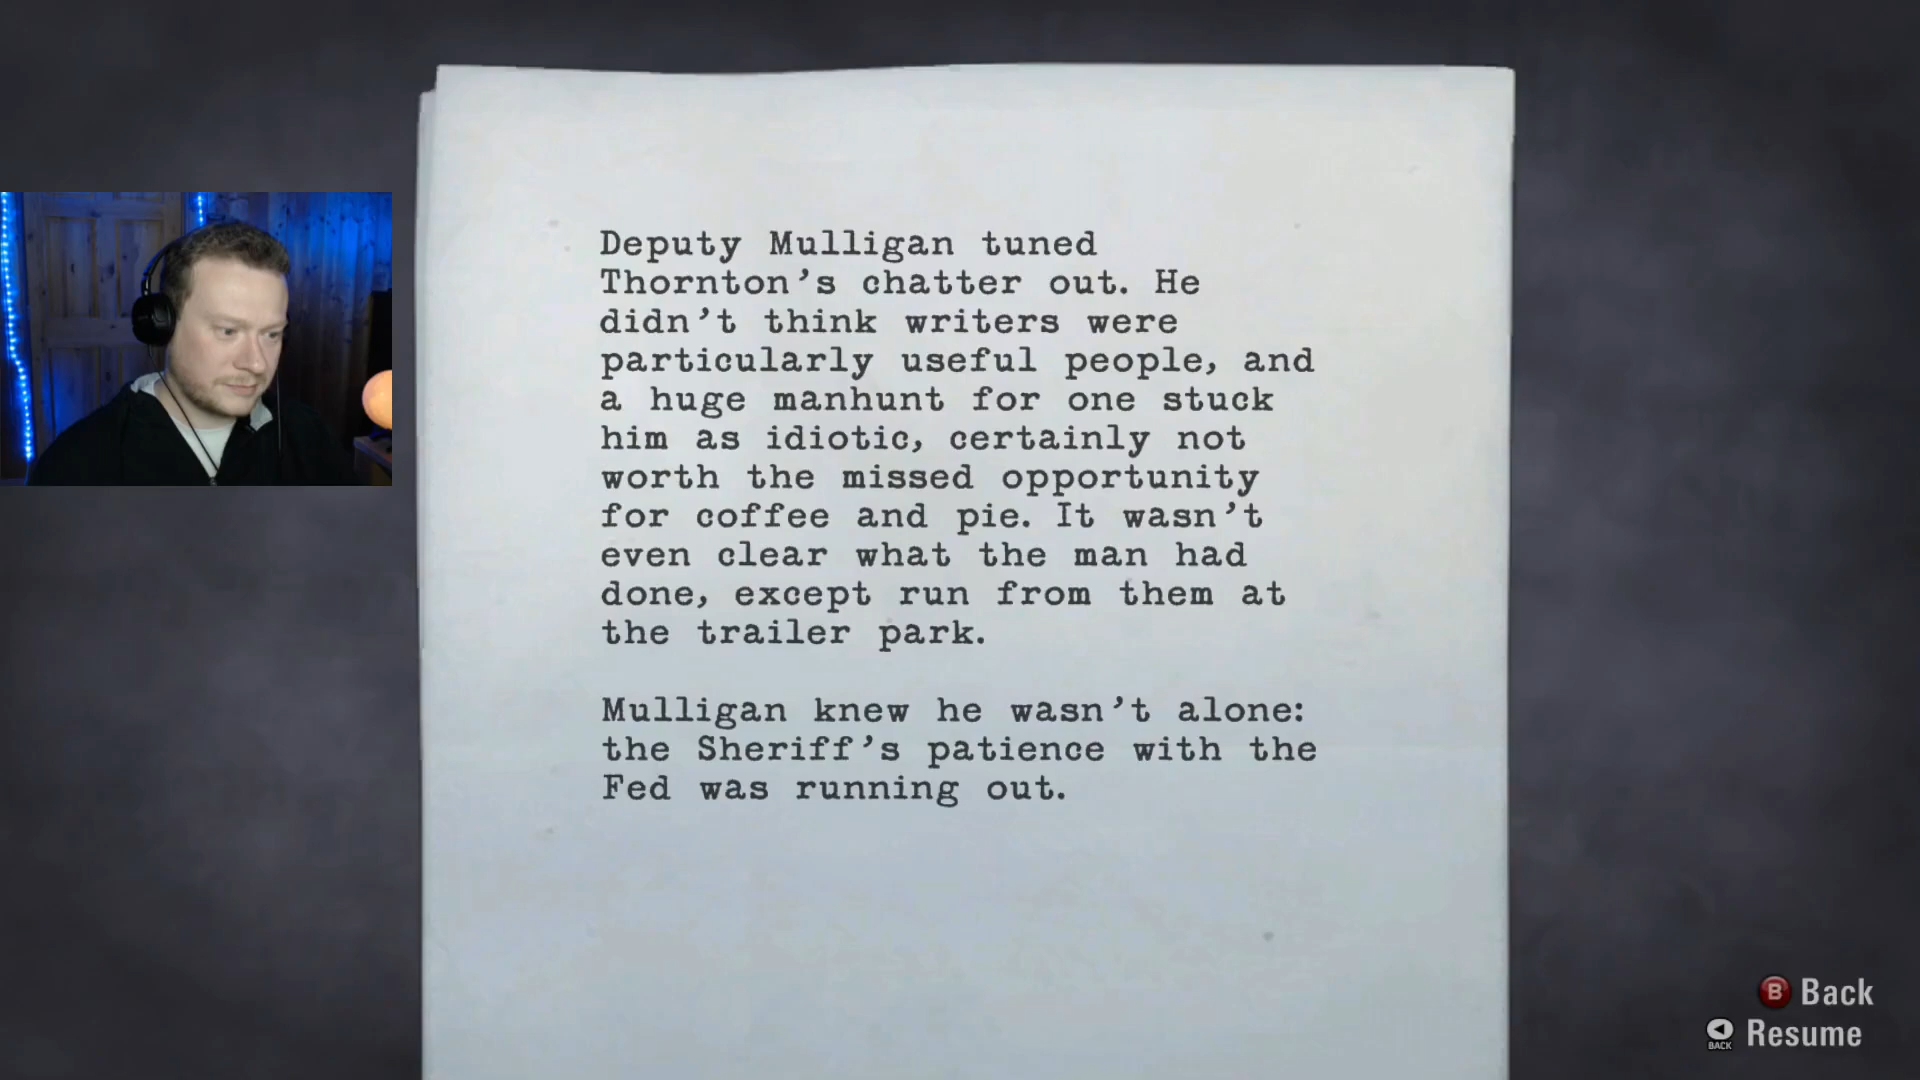 Deputy Mulligan tuned
Thornton's chatter out. He
didn't think writers were
particularly useful people, and
a huge manhunt for one stuck
him as idiotic, certainly not
worth the missed opportunity
for coffee and pie. It wasn't
even clear what the man had
done, except run from them at
the trailer park.
Mulligan knew he wasn't alone:
the Sheriff's patience with the
Fed was running out.
B Back
BACK Resume